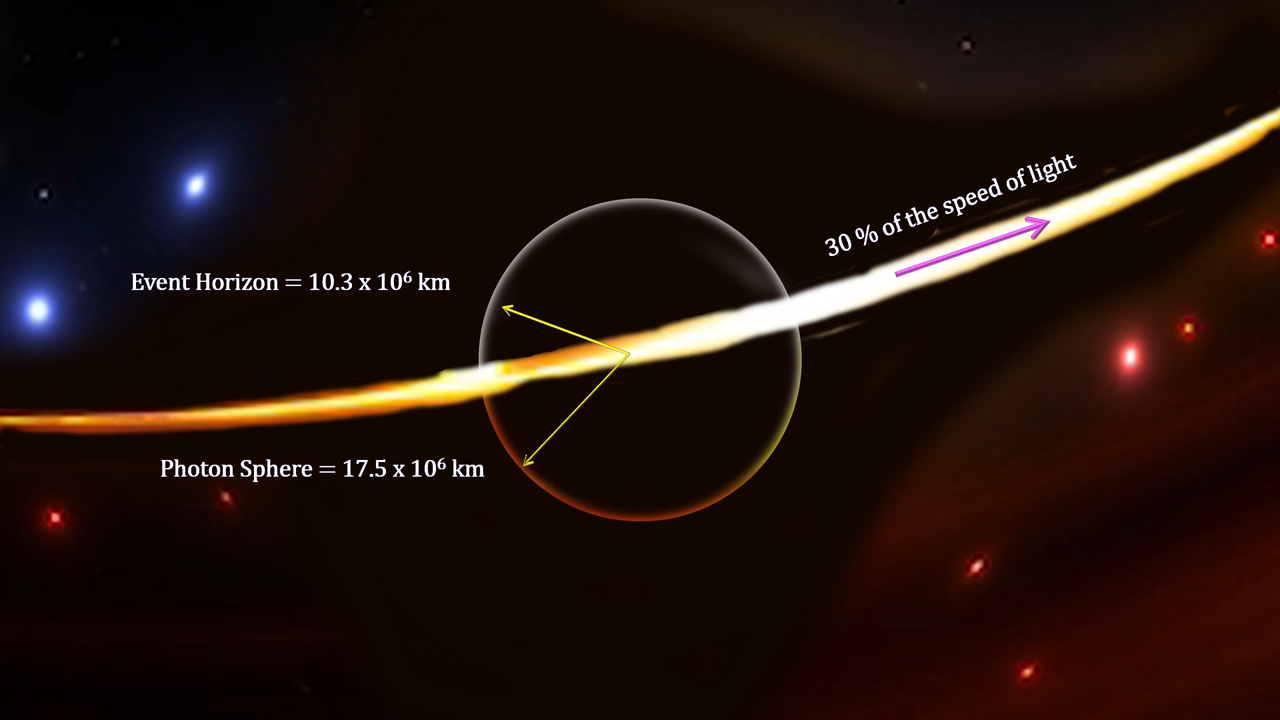 30 % of the speed of light
Event Horizon = 10.3 x 10⁶ km
Photon Sphere = 17.5 x 10⁶ km